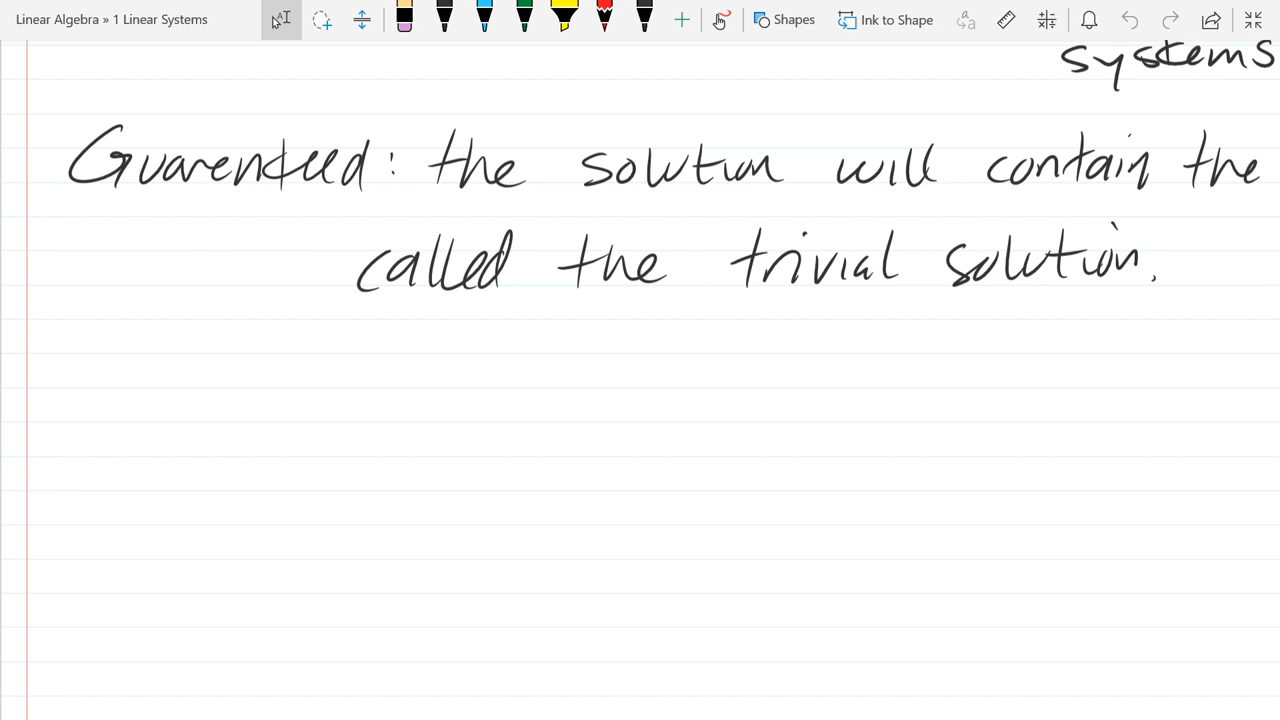 Linear Algebra » 1 Linear Systems
Shapes
Ink to Shape
systems
Guarenteed: the solution will contain the
called the trivial solution.